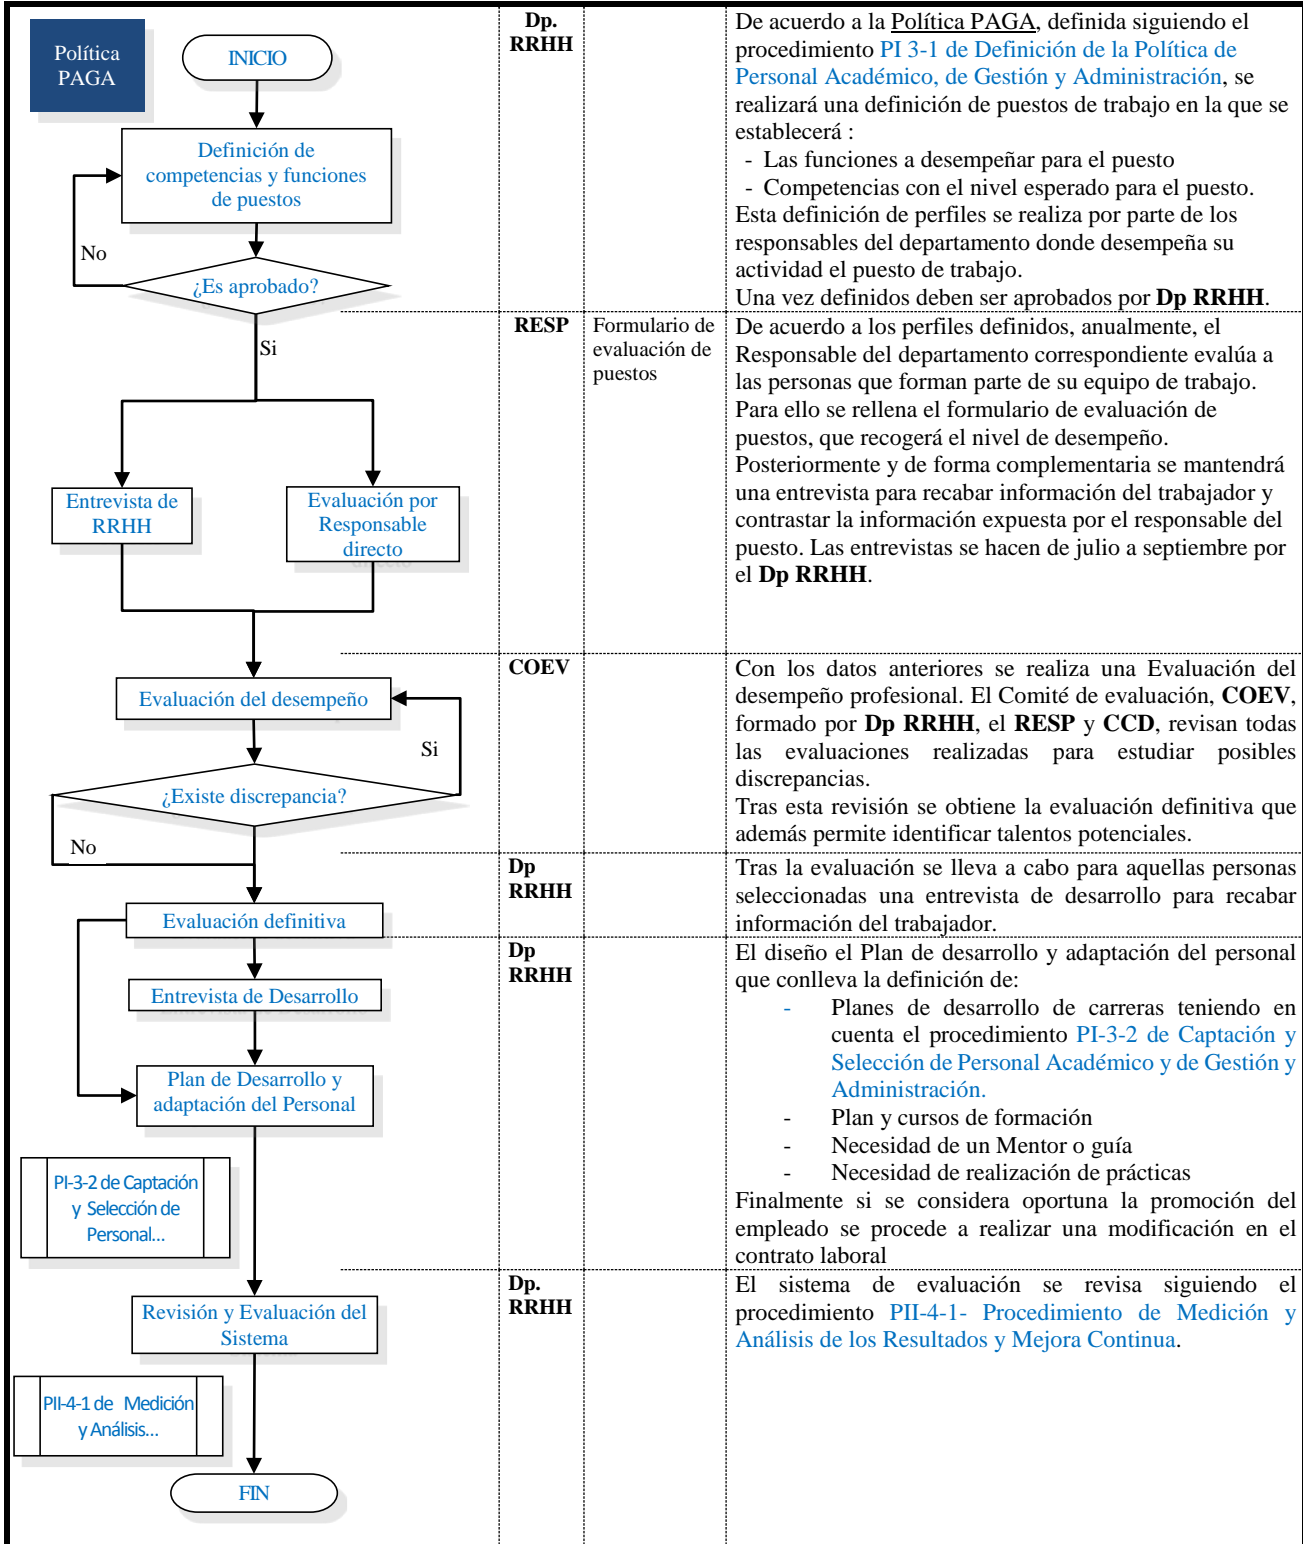 Política
PAGA
INICIO
Definición de
competencias y funciones
de puestos
No
¿Es aprobado?
Si
Entrevista de
RRHH
Evaluación por
Responsable
directo
Evaluación del desempeño
Si
¿Existe discrepancia?
No
Evaluación definitiva
Entrevista de Desarrollo
Plan de Desarrollo y
adaptación del Personal
PI-3-2 de Captación
y Selección de
Personal...
Revisión y Evaluación del
Sistema
PII-4-1 de Medición
y Análisis...
FIN
Dp.
RRHH
De acuerdo a la Política PAGA, definida siguiendo el
procedimiento PI 3-1 de Definición de la Política de
Personal Académico, de Gestión y Administración, se
realizará una definición de puestos de trabajo en la que se
establecerá :
- Las funciones a desempeñar para el puesto
- Competencias con el nivel esperado para el puesto.
Esta definición de perfiles se realiza por parte de los
responsables del departamento donde desempeña su
actividad el puesto de trabajo.
Una vez definidos deben ser aprobados por Dp RRHH.
RESP
Formulario de
evaluación de
puestos
De acuerdo a los perfiles definidos, anualmente, el
Responsable del departamento correspondiente evalúa a
las personas que forman parte de su equipo de trabajo.
Para ello se rellena el formulario de evaluación de
puestos, que recogerá el nivel de desempeño.
Posteriormente y de forma complementaria se mantendrá
una entrevista para recabar información del trabajador y
contrastar la información expuesta por el responsable del
puesto. Las entrevistas se hacen de julio a septiembre por
el Dp RRHH.
COEV
Con los datos anteriores se realiza una Evaluación del
desempeño profesional. El Comité de evaluación, COEV,
formado por Dp RRHH, el RESP y CCD, revisan todas
las evaluaciones realizadas para estudiar posibles
discrepancias.
Tras esta revisión se obtiene la evaluación definitiva que
además permite identificar talentos potenciales.
Dp
RRHH
Tras la evaluación se lleva a cabo para aquellas personas
seleccionadas una entrevista de desarrollo para recabar
información del trabajador.
Dp
RRHH
El diseño el Plan de desarrollo y adaptación del personal
que conlleva la definición de:
- Planes de desarrollo de carreras teniendo en
cuenta el procedimiento PI-3-2 de Captación y
Selección de Personal Académico y de Gestión y
Administración.
- Plan y cursos de formación
- Necesidad de un Mentor o guía
- Necesidad de realización de prácticas
Finalmente si se considera oportuna la promoción del
empleado se procede a realizar una modificación en el
contrato laboral
Dp.
RRHH
El sistema de evaluación se revisa siguiendo el
procedimiento PII-4-1- Procedimiento de Medición y
Análisis de los Resultados y Mejora Continua.